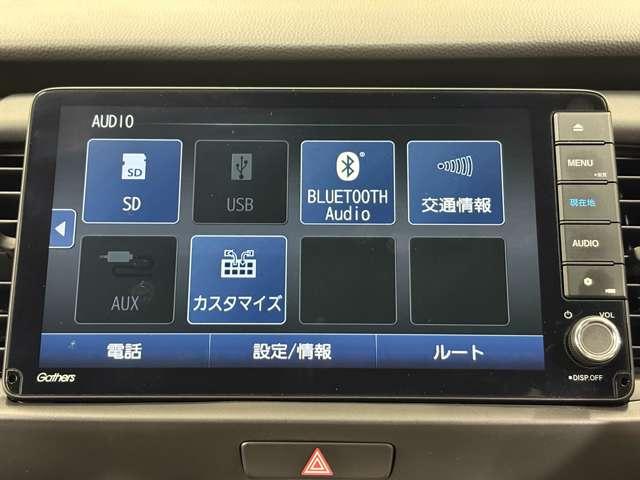 AUDIO
SD
SD
USB
BLUETOOTH
Audio
交通情報
AUX
カスタマイズ
電話
設定/情報
ルート
Gathers
MENU
現在地
AUDIO
VOL
DISP.OFF